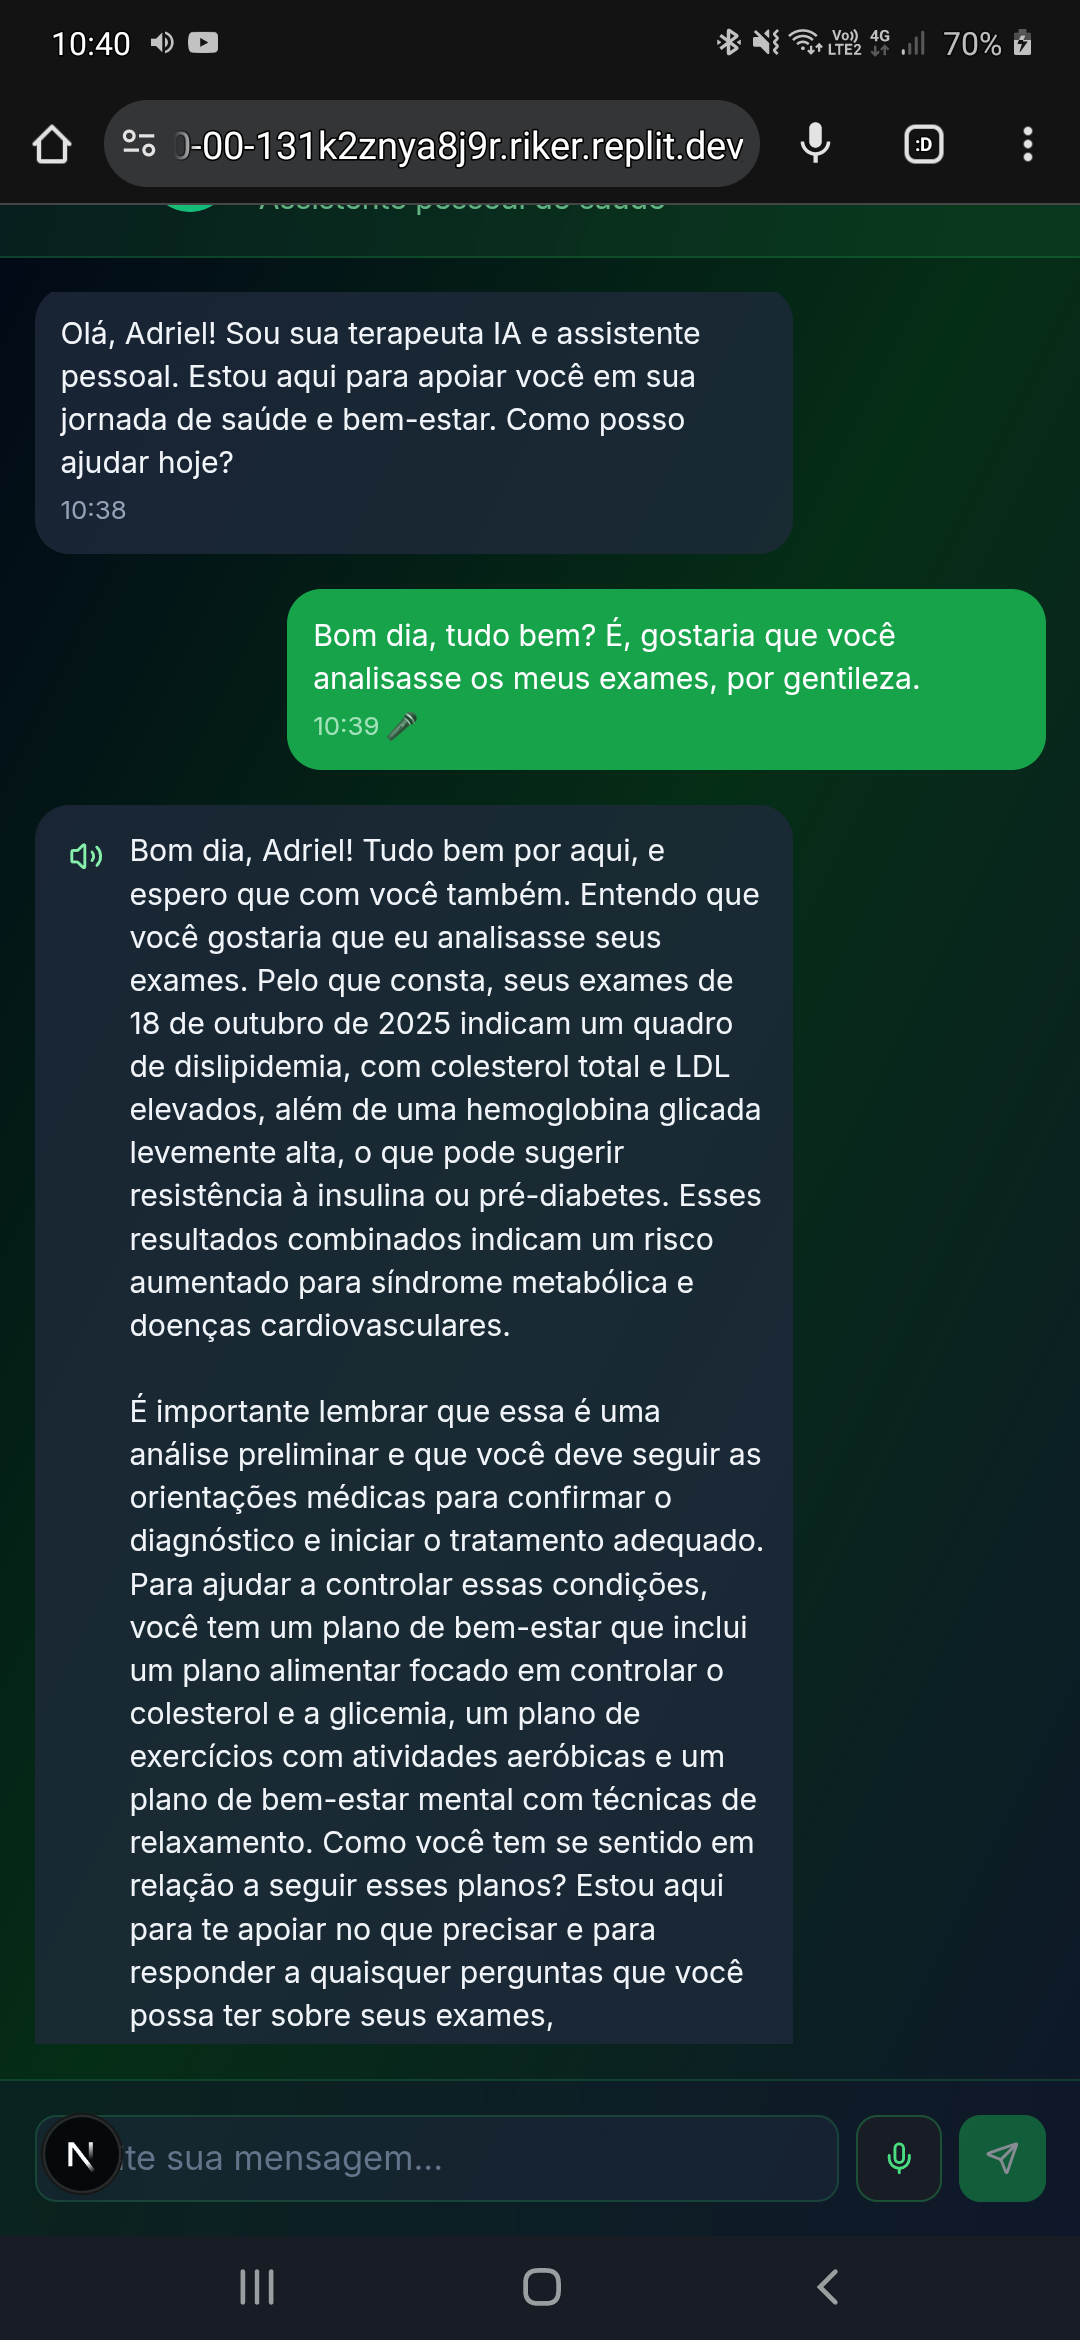 10:40
Vo))
LTE2
4G
70%
0-00-131k2znya8j9r.riker.replit.dev
:D
Assistente pessoal de saúde
Olá, Adriel! Sou sua terapeuta IA e assistente
pessoal. Estou aqui para apoiar você em sua
jornada de saúde e bem-estar. Como posso
ajudar hoje?
10:38
Bom dia, tudo bem? É, gostaria que você
analisasse os meus exames, por gentileza.
10:39
Bom dia, Adriel! Tudo bem por aqui, e
espero que com você também. Entendo que
você gostaria que eu analisasse seus
exames. Pelo que consta, seus exames de
18 de outubro de 2025 indicam um quadro
de dislipidemia, com colesterol total e LDL
elevados, além de uma hemoglobina glicada
levemente alta, o que pode sugerir
resistência à insulina ou pré-diabetes. Esses
resultados combinados indicam um risco
aumentado para síndrome metabólica e
doenças cardiovasculares.
É importante lembrar que essa é uma
análise preliminar e que você deve seguir as
orientações médicas para confirmar o
diagnóstico e iniciar o tratamento adequado.
Para ajudar a controlar essas condições,
você tem um plano de bem-estar que inclui
um plano alimentar focado em controlar o
colesterol e a glicemia, um plano de
exercícios com atividades aeróbicas e um
plano de bem-estar mental com técnicas de
relaxamento. Como você tem se sentido em
relação a seguir esses planos? Estou aqui
para te apoiar no que precisar e para
responder a quaisquer perguntas que você
possa ter sobre seus exames,
N
te sua mensagem...